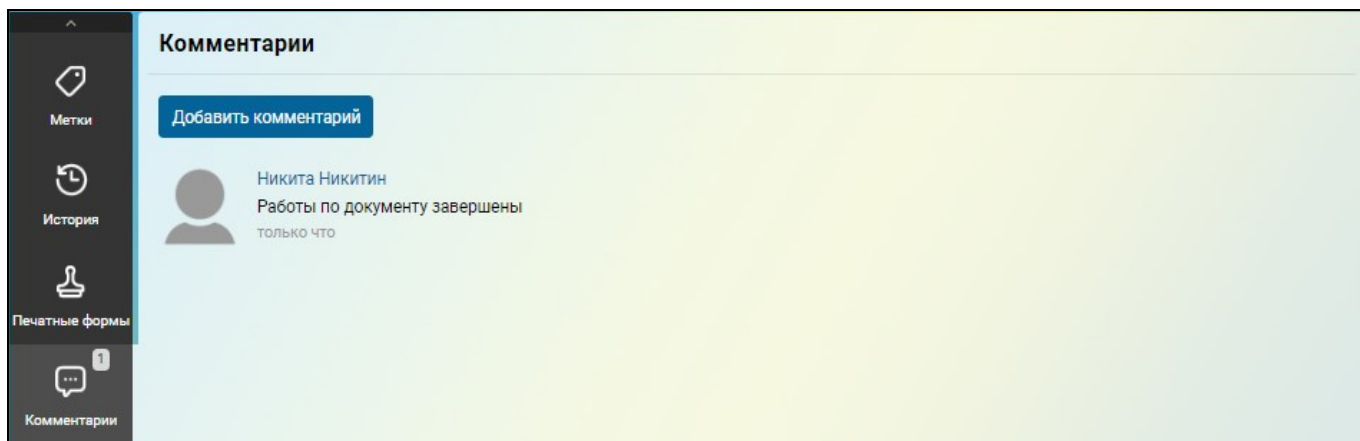 Комментарии
Метки
Добавить комментарий
Никита Никитин
Работы по документу завершены
только что
История
Печатные формы
1
Комментарии